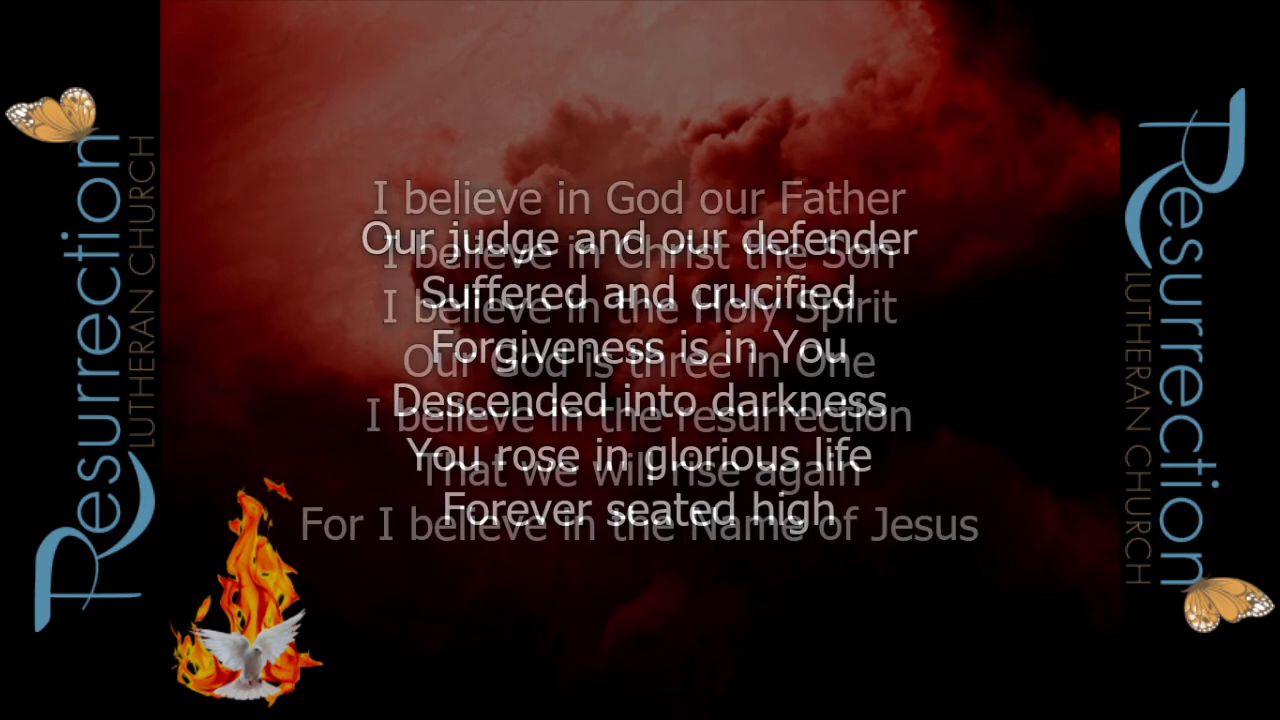 Resurrection
LUTHERAN CHURCH
I believe in God our Father
Our judge and our defender
I believe in Christ the Son
Suffered and crucified
I believe in the Holy Spirit
Forgiveness is in You
Our God is three in One
Descended into darkness
I believe in the resurrection
You rose in glorious life
That we will rise again
Forever seated high
For I believe in the Name of Jesus
Resurrection
LUTHERAN CHURCH